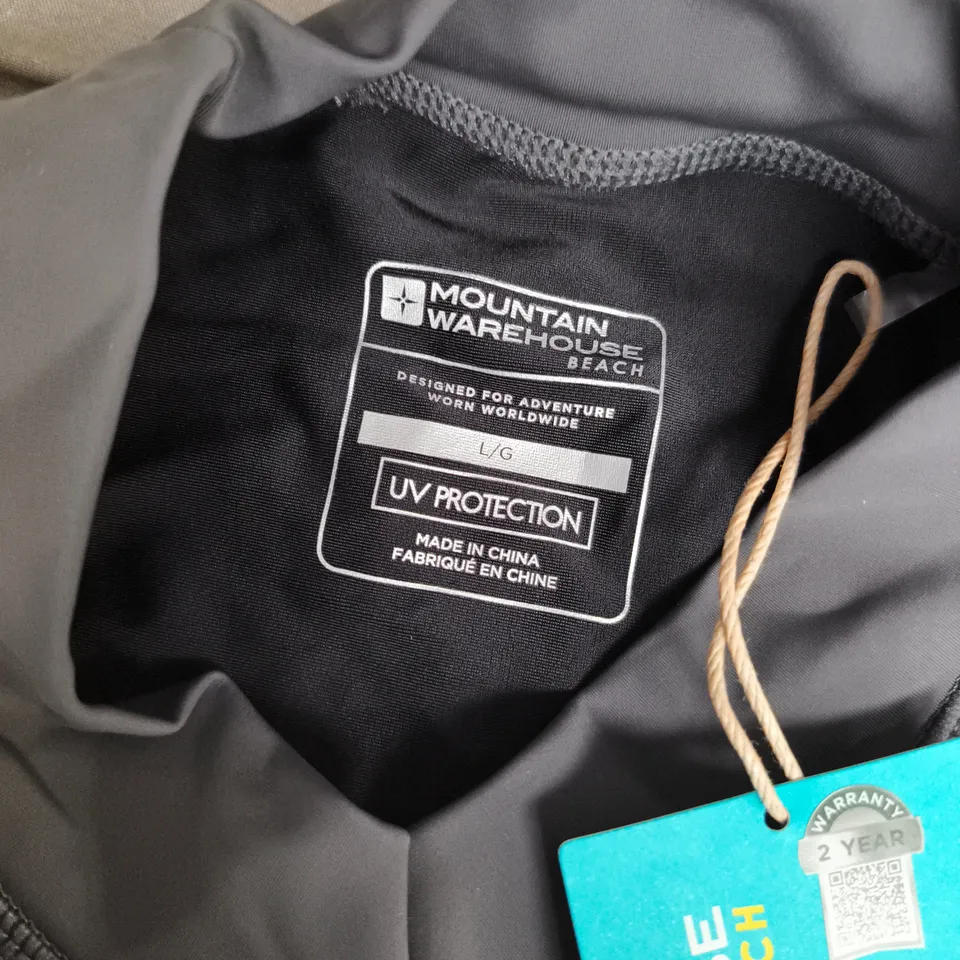 MOUNTAIN
WAREHOUSE
BEACH
DESIGNED FOR ADVENTURE
WORN WORLDWIDE
L/G
UV PROTECTION
MADE IN CHINA
FABRIQUÉ EN CHINE
WARRANTY
2 YEAR